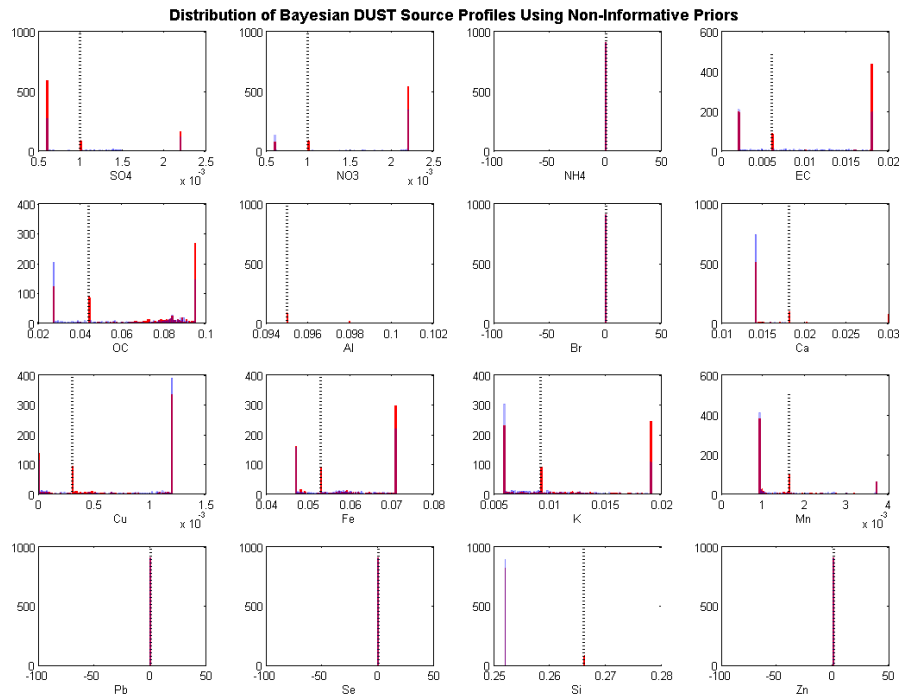 Distribution of Bayesian DUST Source Profiles Using Non-Informative Priors
1000
500
0
0.5 1 1.5 2 2.5
SO4
x 10⁻³
1000
500
0
0.5 1 1.5 2 2.5
NO3
x 10⁻³
1000
500
0
-100 -50 0 50
NH4
600
400
200
0
0 0.005 0.01 0.015 0.02
EC
400
300
200
100
0
0.02 0.04 0.06 0.08 0.1
OC
1000
500
0
0.094 0.096 0.098 0.1 0.102
Al
1000
500
0
-100 -50 0 50
Br
1000
500
0
0.01 0.015 0.02 0.025 0.03
Ca
400
300
200
100
0
0 0.5 1 1.5
Cu
x 10⁻³
400
300
200
100
0
0.04 0.05 0.06 0.07 0.08
Fe
400
300
200
100
0
0.005 0.01 0.015 0.02
K
600
400
200
0
0 1 2 3 4
Mn
x 10⁻³
1000
500
0
-100 -50 0 50
Pb
1000
500
0
-100 -50 0 50
Se
1000
500
0
0.25 0.26 0.27 0.28
Si
1000
500
0
-100 -50 0 50
Zn